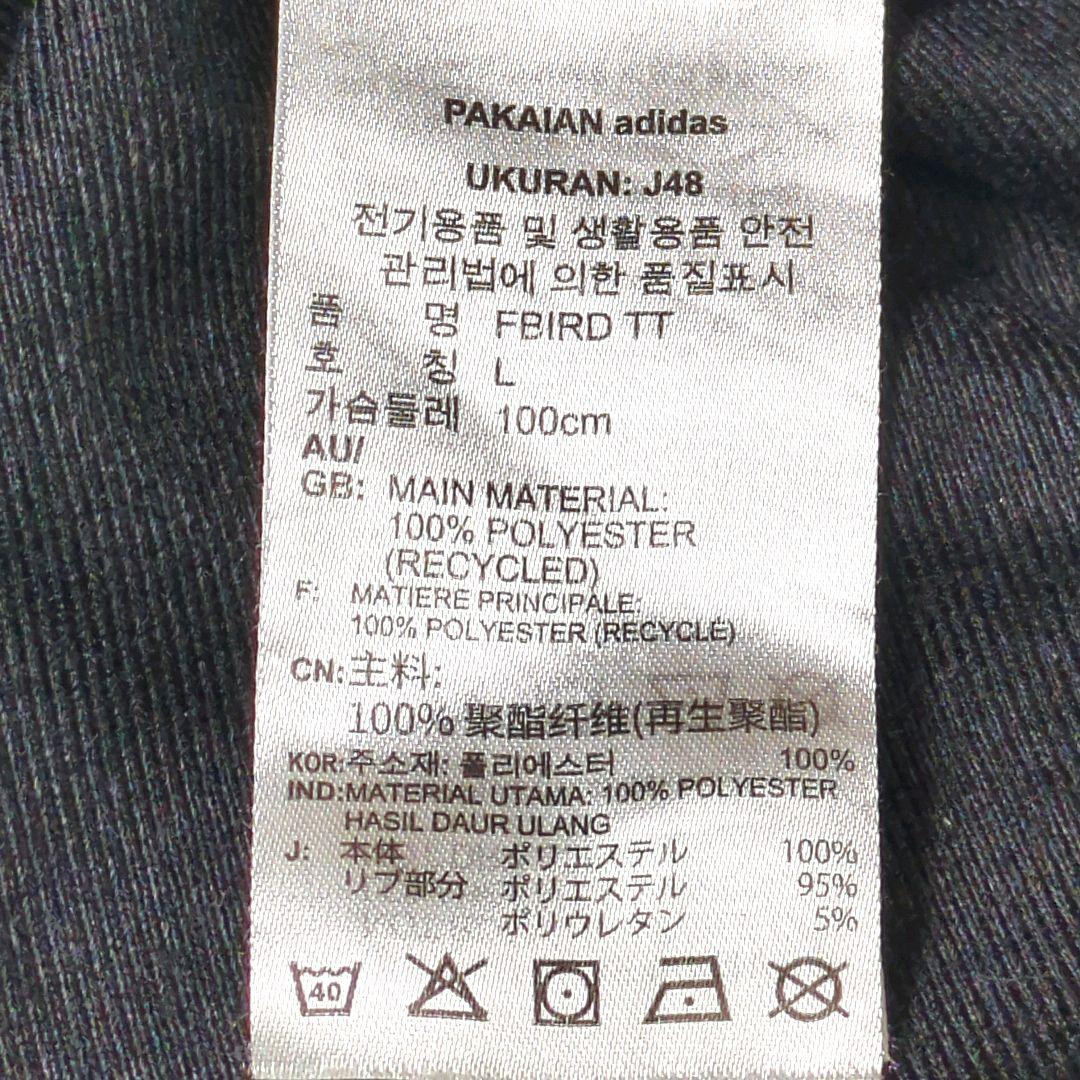 PAKAIAN adidas
UKURAN: J48
전기용품 및 생활용품 안전
관리법에 의한 품질표시
품 명 FBIRD TT
호 칭 L
가슴둘레 100cm
AU/
GB: MAIN MATERIAL:
100% POLYESTER
(RECYCLED)
F: MATIERE PRINCIPALE:
100% POLYESTER (RECYCLÉ)
CN: 主料:
100% 聚酯纤维(再生聚酯)
KOR: 주소재: 폴리에스터 100%
IND: MATERIAL UTAMA: 100% POLYESTER
HASIL DAUR ULANG
J: 本体 ポリエステル 100%
リブ部分 ポリエステル 95%
ポリウレタン 5%
40